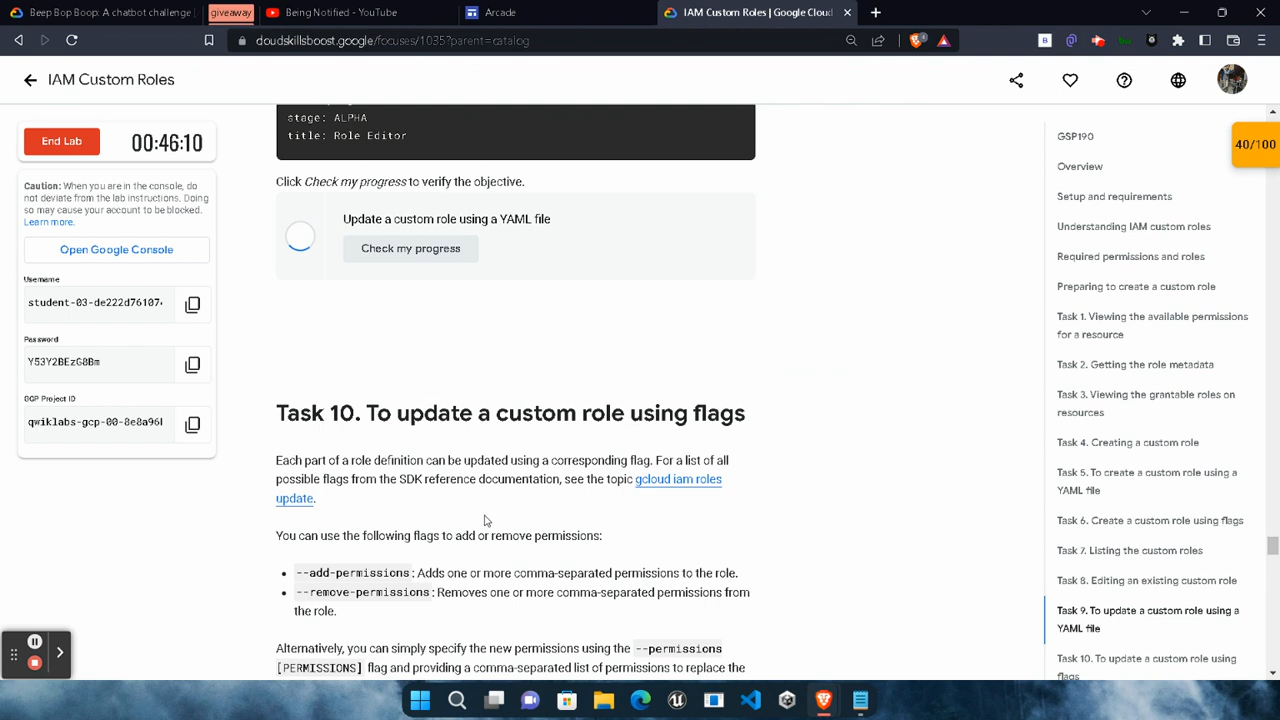 Beep Bop Boop: A chatbot challenge |
giveaway
Being Notified - YouTube
Arcade
IAM Custom Roles | Google Cloud
cloudskillsboost.google/focuses/1035?parent=catalog
IAM Custom Roles
End Lab
00:46:10
Caution: When you are in the console, do
not deviate from the lab instructions. Doing
so may cause your account to be blocked.
Learn more.
Open Google Console
Username
student-03-de222d76107
Password
Y53Y2BEzG8Bm
GCP Project ID
qwiklabs-gcp-00-8e8a96
stage: ALPHA
title: Role Editor
Click Check my progress to verify the objective.
Update a custom role using a YAML file
Check my progress
Task 10. To update a custom role using flags
Each part of a role definition can be updated using a corresponding flag. For a list of all
possible flags from the SDK reference documentation, see the topic gcloud iam roles
update.
You can use the following flags to add or remove permissions:
• --add-permissions: Adds one or more comma-separated permissions to the role.
• --remove-permissions: Removes one or more comma-separated permissions from
the role.
Alternatively, you can simply specify the new permissions using the --permissions
[PERMISSIONS] flag and providing a comma-separated list of permissions to replace the
GSP190
40/100
Overview
Setup and requirements
Understanding IAM custom roles
Required permissions and roles
Preparing to create a custom role
Task 1. Viewing the available permissions
for a resource
Task 2. Getting the role metadata
Task 3. Viewing the grantable roles on
resources
Task 4. Creating a custom role
Task 5. To create a custom role using a
YAML file
Task 6. Create a custom role using flags
Task 7. Listing the custom roles
Task 8. Editing an existing custom role
Task 9. To update a custom role using a
YAML file
Task 10. To update a custom role using
flags